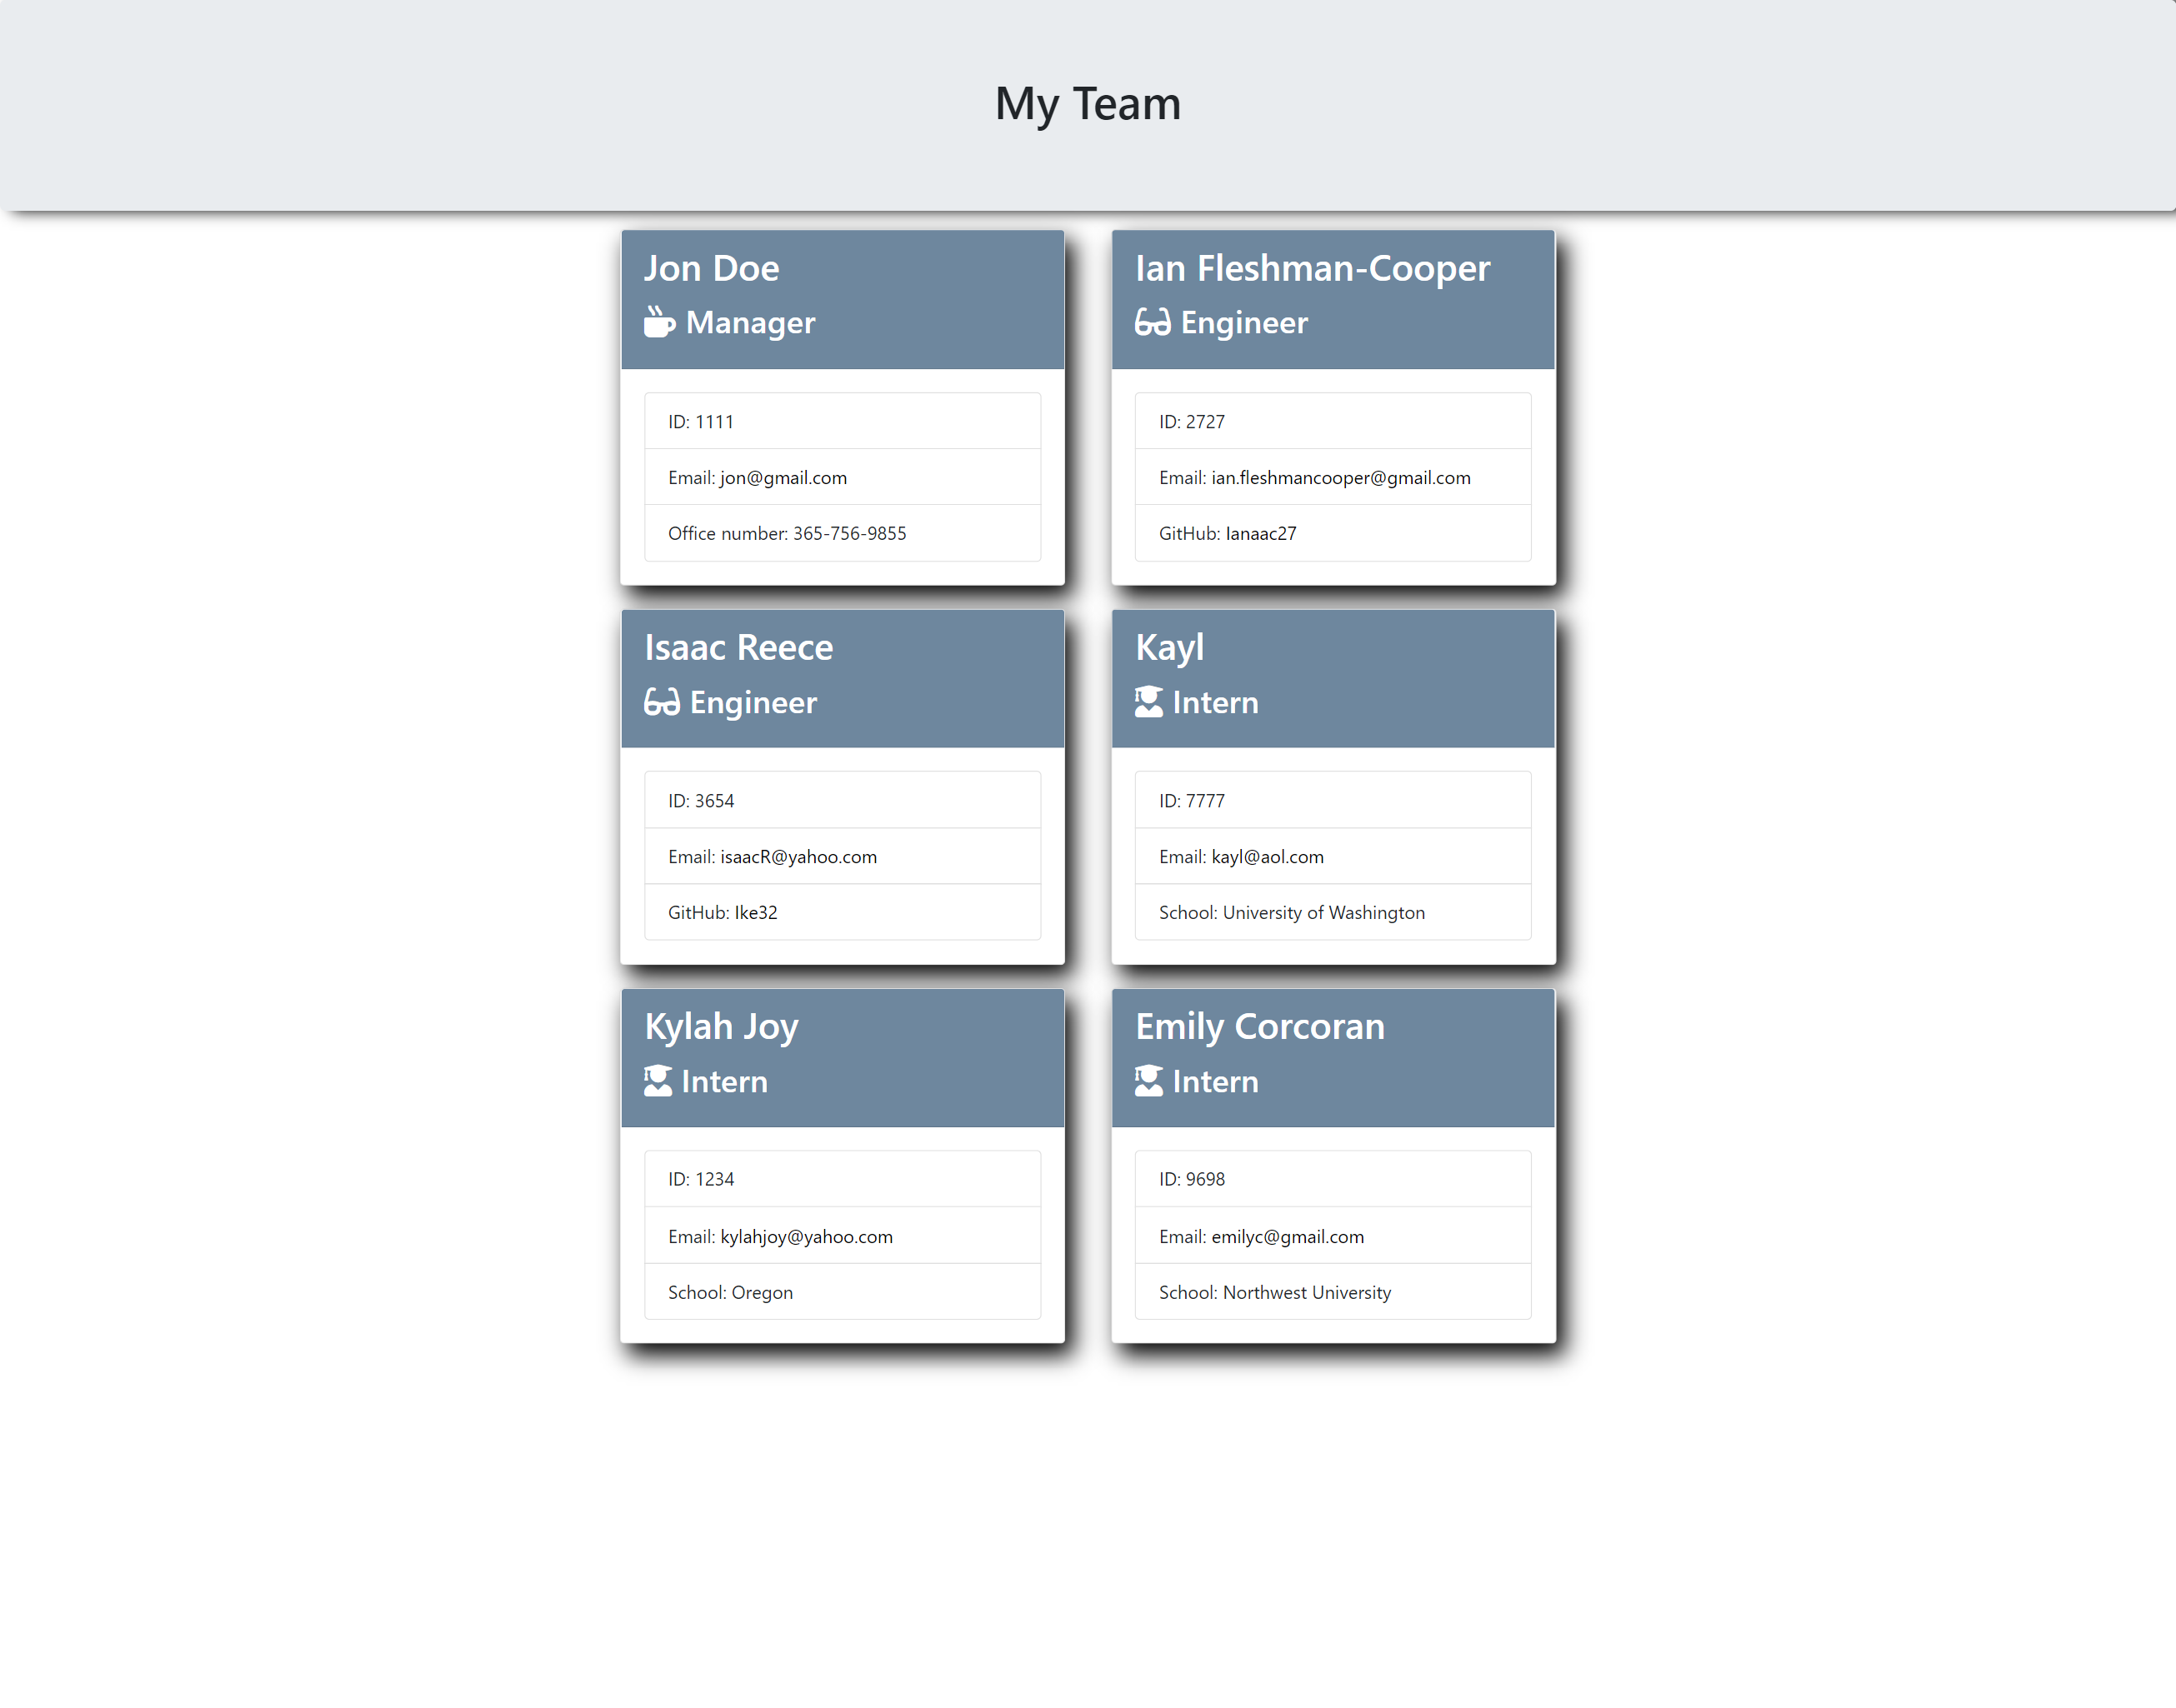 My Team
Jon Doe
Manager
ID: 1111
Email: jon@gmail.com
Office number: 365-756-9855
Ian Fleshman-Cooper
Engineer
ID: 2727
Email: ian.fleshmancooper@gmail.com
GitHub: Ianaac27
Isaac Reece
Engineer
ID: 3654
Email: isaacR@yahoo.com
GitHub: Ike32
Kayl
Intern
ID: 7777
Email: kayl@aol.com
School: University of Washington
Kylah Joy
Intern
ID: 1234
Email: kylahjoy@yahoo.com
School: Oregon
Emily Corcoran
Intern
ID: 9698
Email: emilyc@gmail.com
School: Northwest University